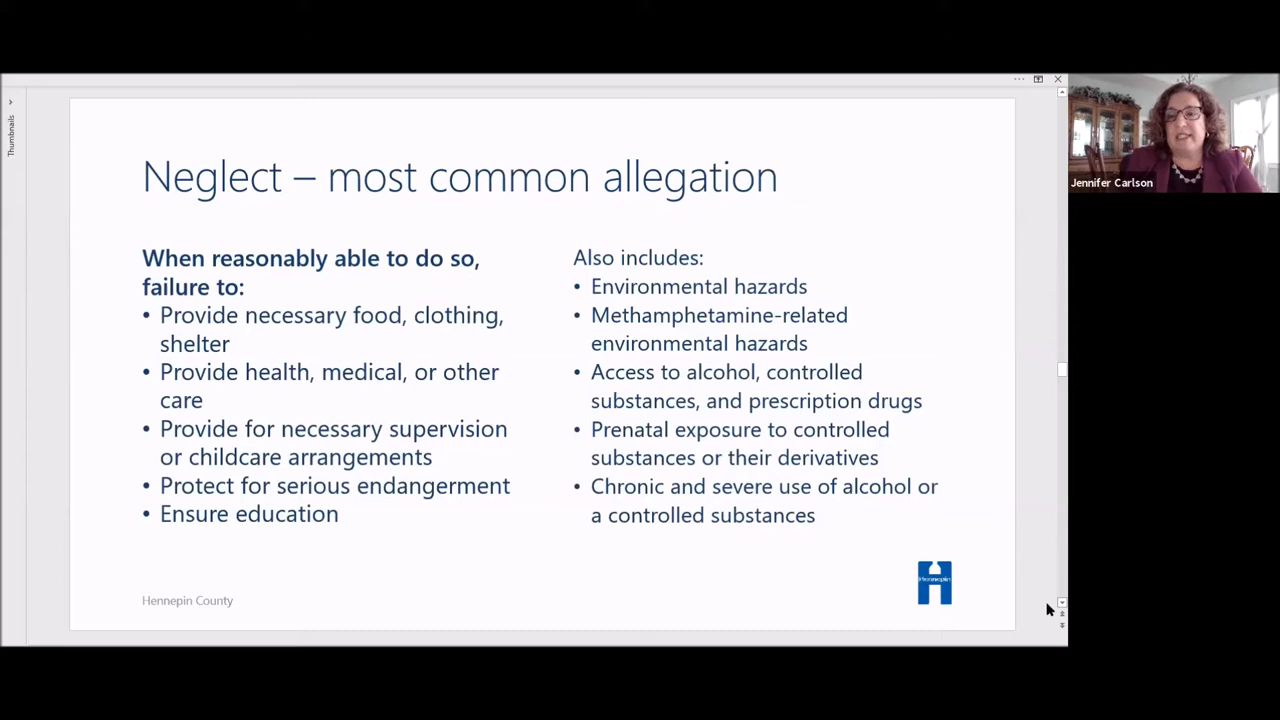 Thumbnails
Neglect – most common allegation
When reasonably able to do so,
failure to:
• Provide necessary food, clothing,
shelter
• Provide health, medical, or other
care
• Provide for necessary supervision
or childcare arrangements
• Protect for serious endangerment
• Ensure education
Also includes:
• Environmental hazards
• Methamphetamine-related
environmental hazards
• Access to alcohol, controlled
substances, and prescription drugs
• Prenatal exposure to controlled
substances or their derivatives
• Chronic and severe use of alcohol or
a controlled substances
Hennepin County
Hennepin
Jennifer Carlson